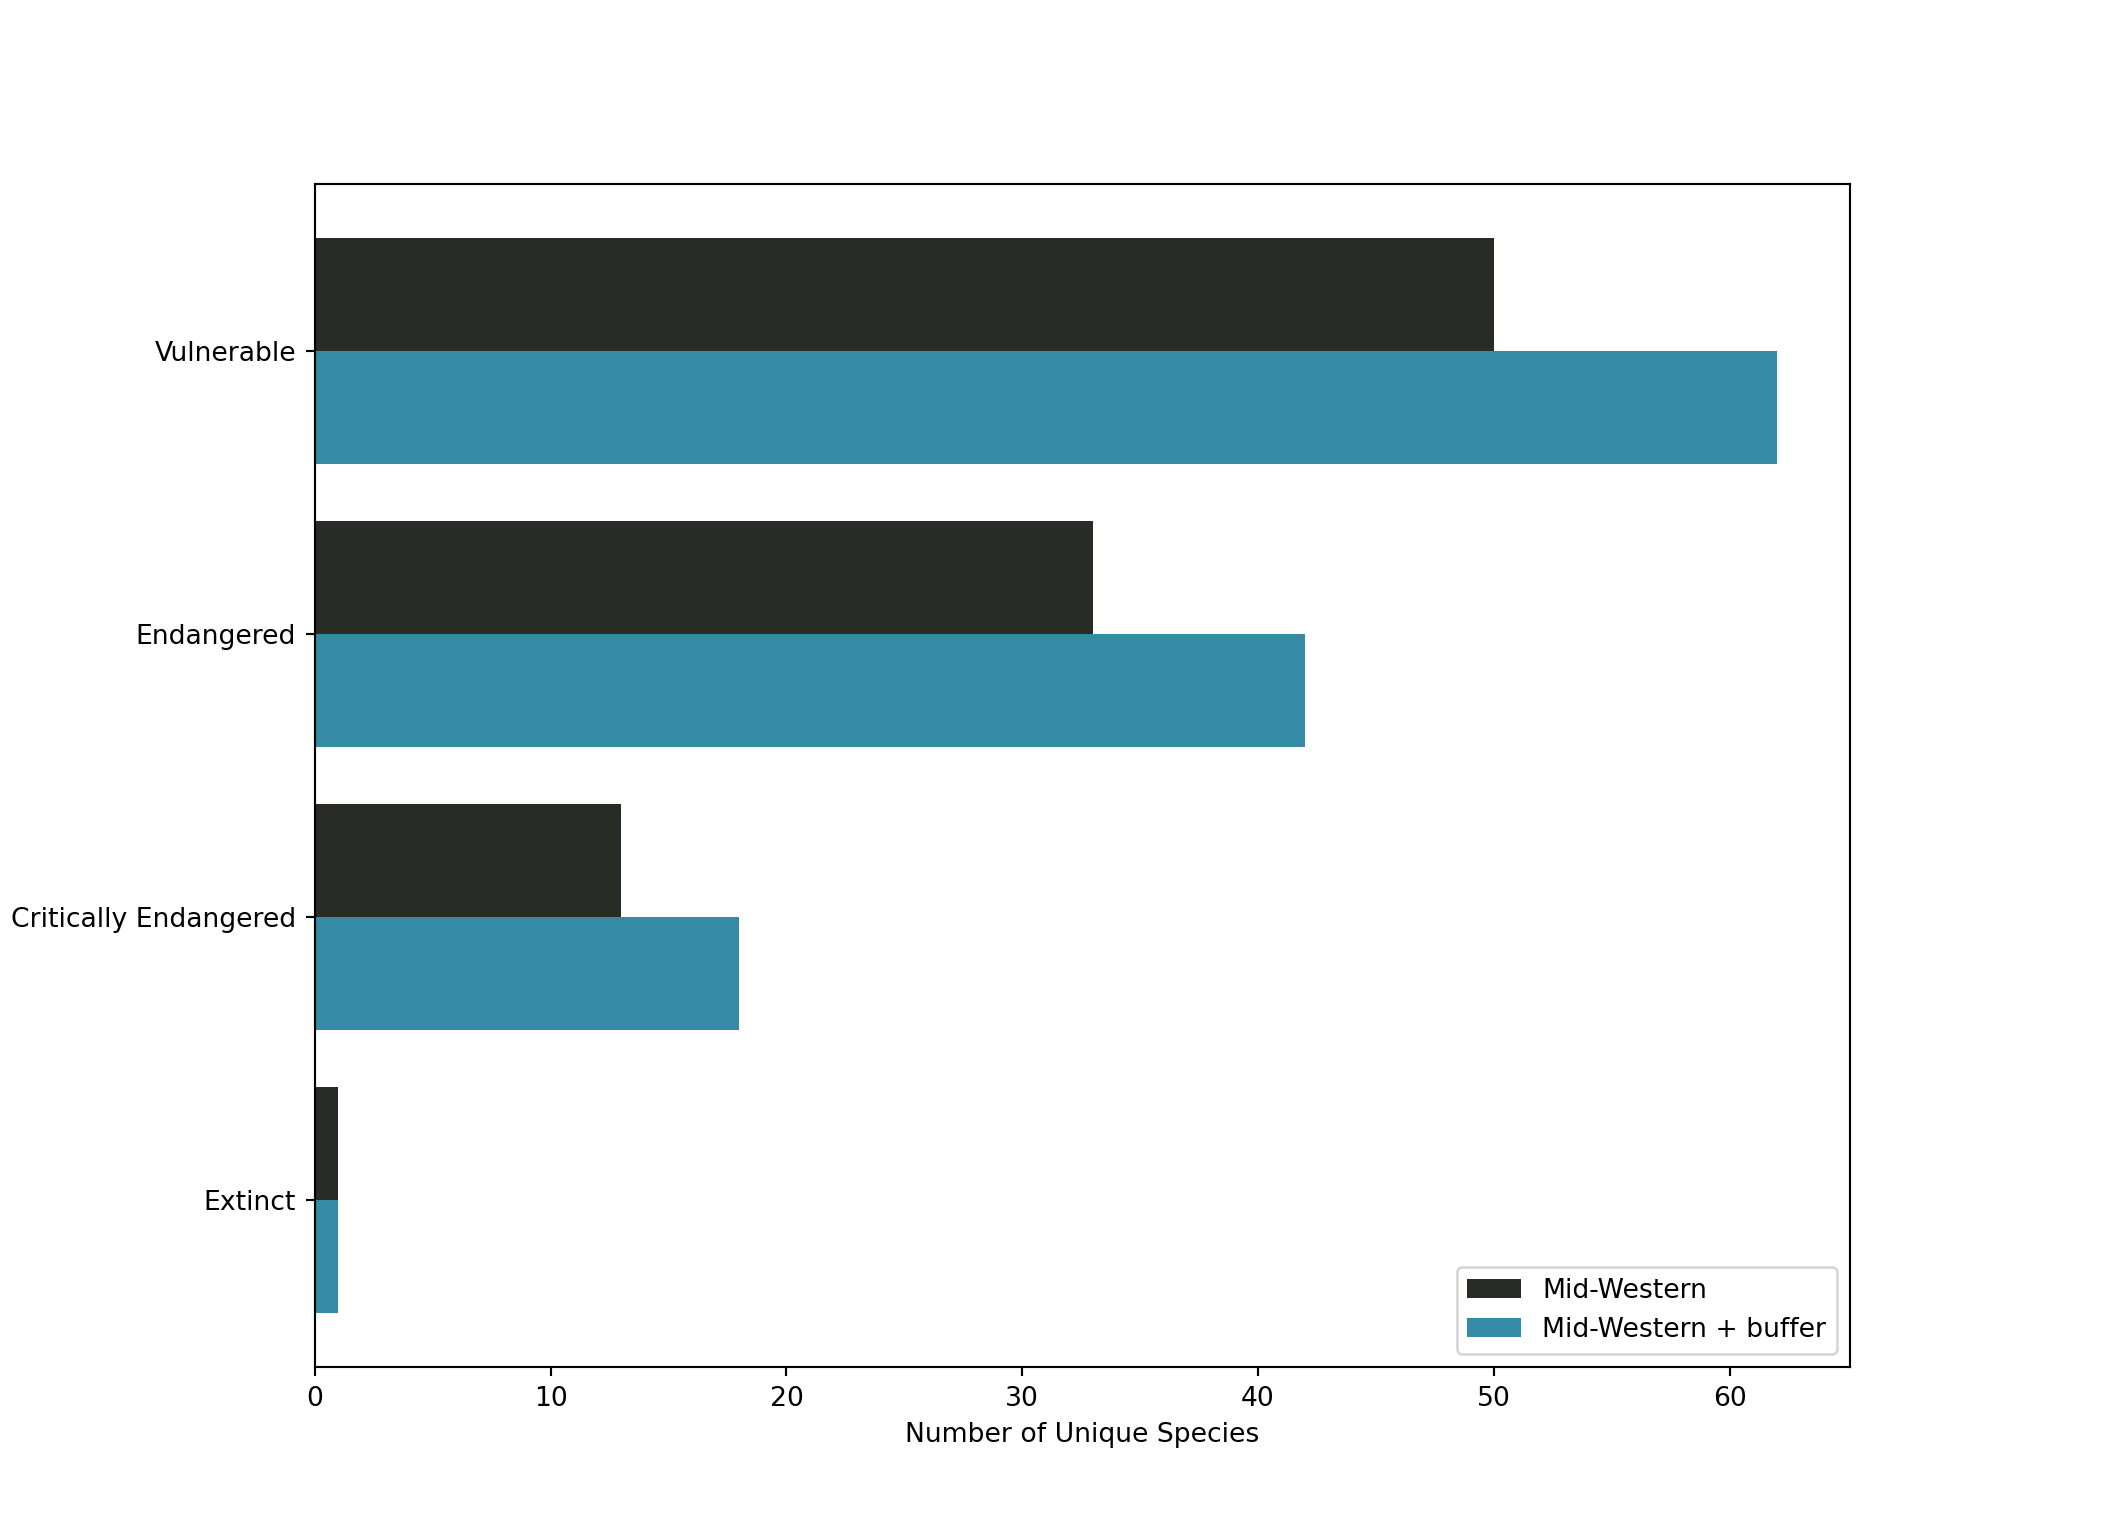 Vulnerable
Endangered
Critically Endangered
Extinct
Mid-Western
Mid-Western + buffer
0 10 20 30 40 50 60
Number of Unique Species